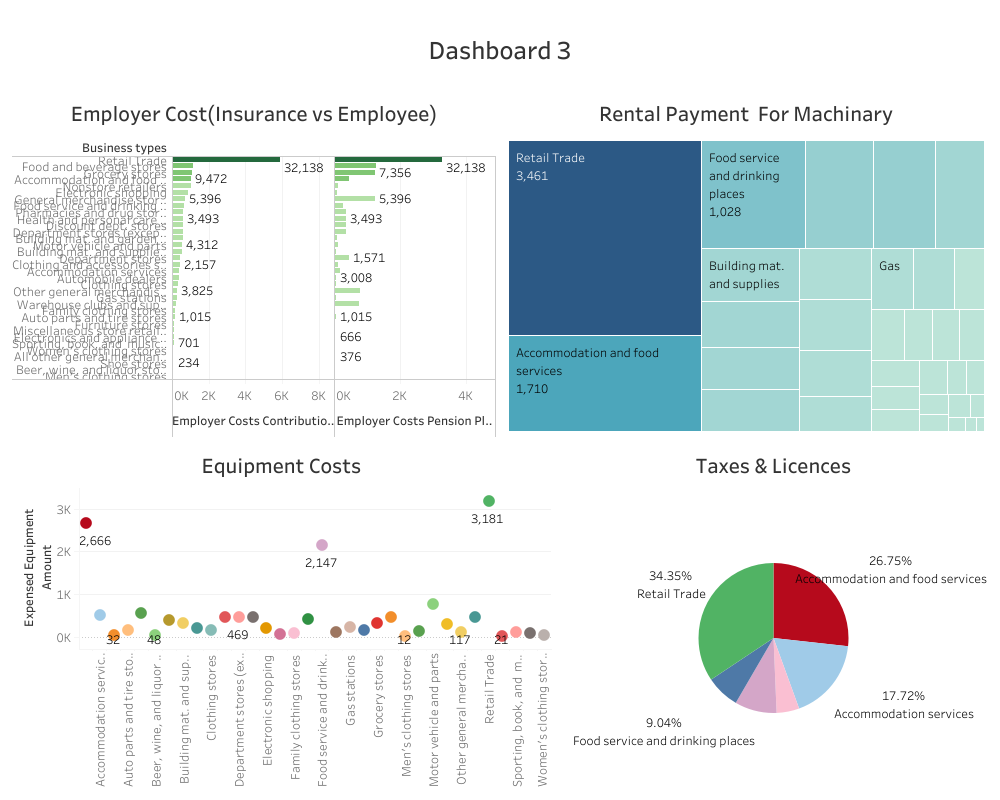 Dashboard 3
Employer Cost(Insurance vs Employee)
Business types
Retail Trade
Food and beverage stores
Grocery stores
Accommodation and food ..
Nonstore retailers
Electronic shopping
General merchandise stor..
Food service and drinking ..
Pharmacies and drug stor..
Health and personal care ..
Discount dept. stores
Department stores (excep..
Building mat. and garden ..
Motor vehicle and parts
Building mat. and supplie..
Department stores
Clothing and accessories s..
Accommodation services
Automobile dealers
Clothing stores
Other general merchandis..
Gas stations
Warehouse clubs and sup..
Family clothing stores
Auto parts and tire stores
Furniture stores
Miscellaneous store retail..
Electronics and appliance ..
Sporting, book, and music..
Women's clothing stores
All other general merchan..
Shoe stores
Beer, wine, and liquor sto..
Men's clothing stores
32,138
9,472
5,396
3,493
4,312
2,157
3,825
1,015
701
234
32,138
7,356
5,396
3,493
1,571
3,008
1,015
666
376
0K 2K 4K 6K 8K
0K 2K 4K
Employer Costs Contributio..
Employer Costs Pension Pl..
Rental Payment For Machinary
Retail Trade
3,461
Accommodation and food
services
1,710
Food service
and drinking
places
1,028
Building mat.
and supplies
Gas
Equipment Costs
Expensed Equipment
Amount
3K
2K
1K
0K
2,666
32
48
469
2,147
12
117
3,181
21
Accommodation servic..
Auto parts and tire sto..
Beer, wine, and liquor ..
Building mat. and sup..
Clothing stores
Department stores (ex..
Electronic shopping
Family clothing stores
Food service and drink..
Gas stations
Grocery stores
Men's clothing stores
Motor vehicle and parts
Other general mercha..
Retail Trade
Sporting, book, and m..
Women's clothing stor..
Taxes & Licences
26.75%
Accommodation and food services
34.35%
Retail Trade
17.72%
Accommodation services
9.04%
Food service and drinking places